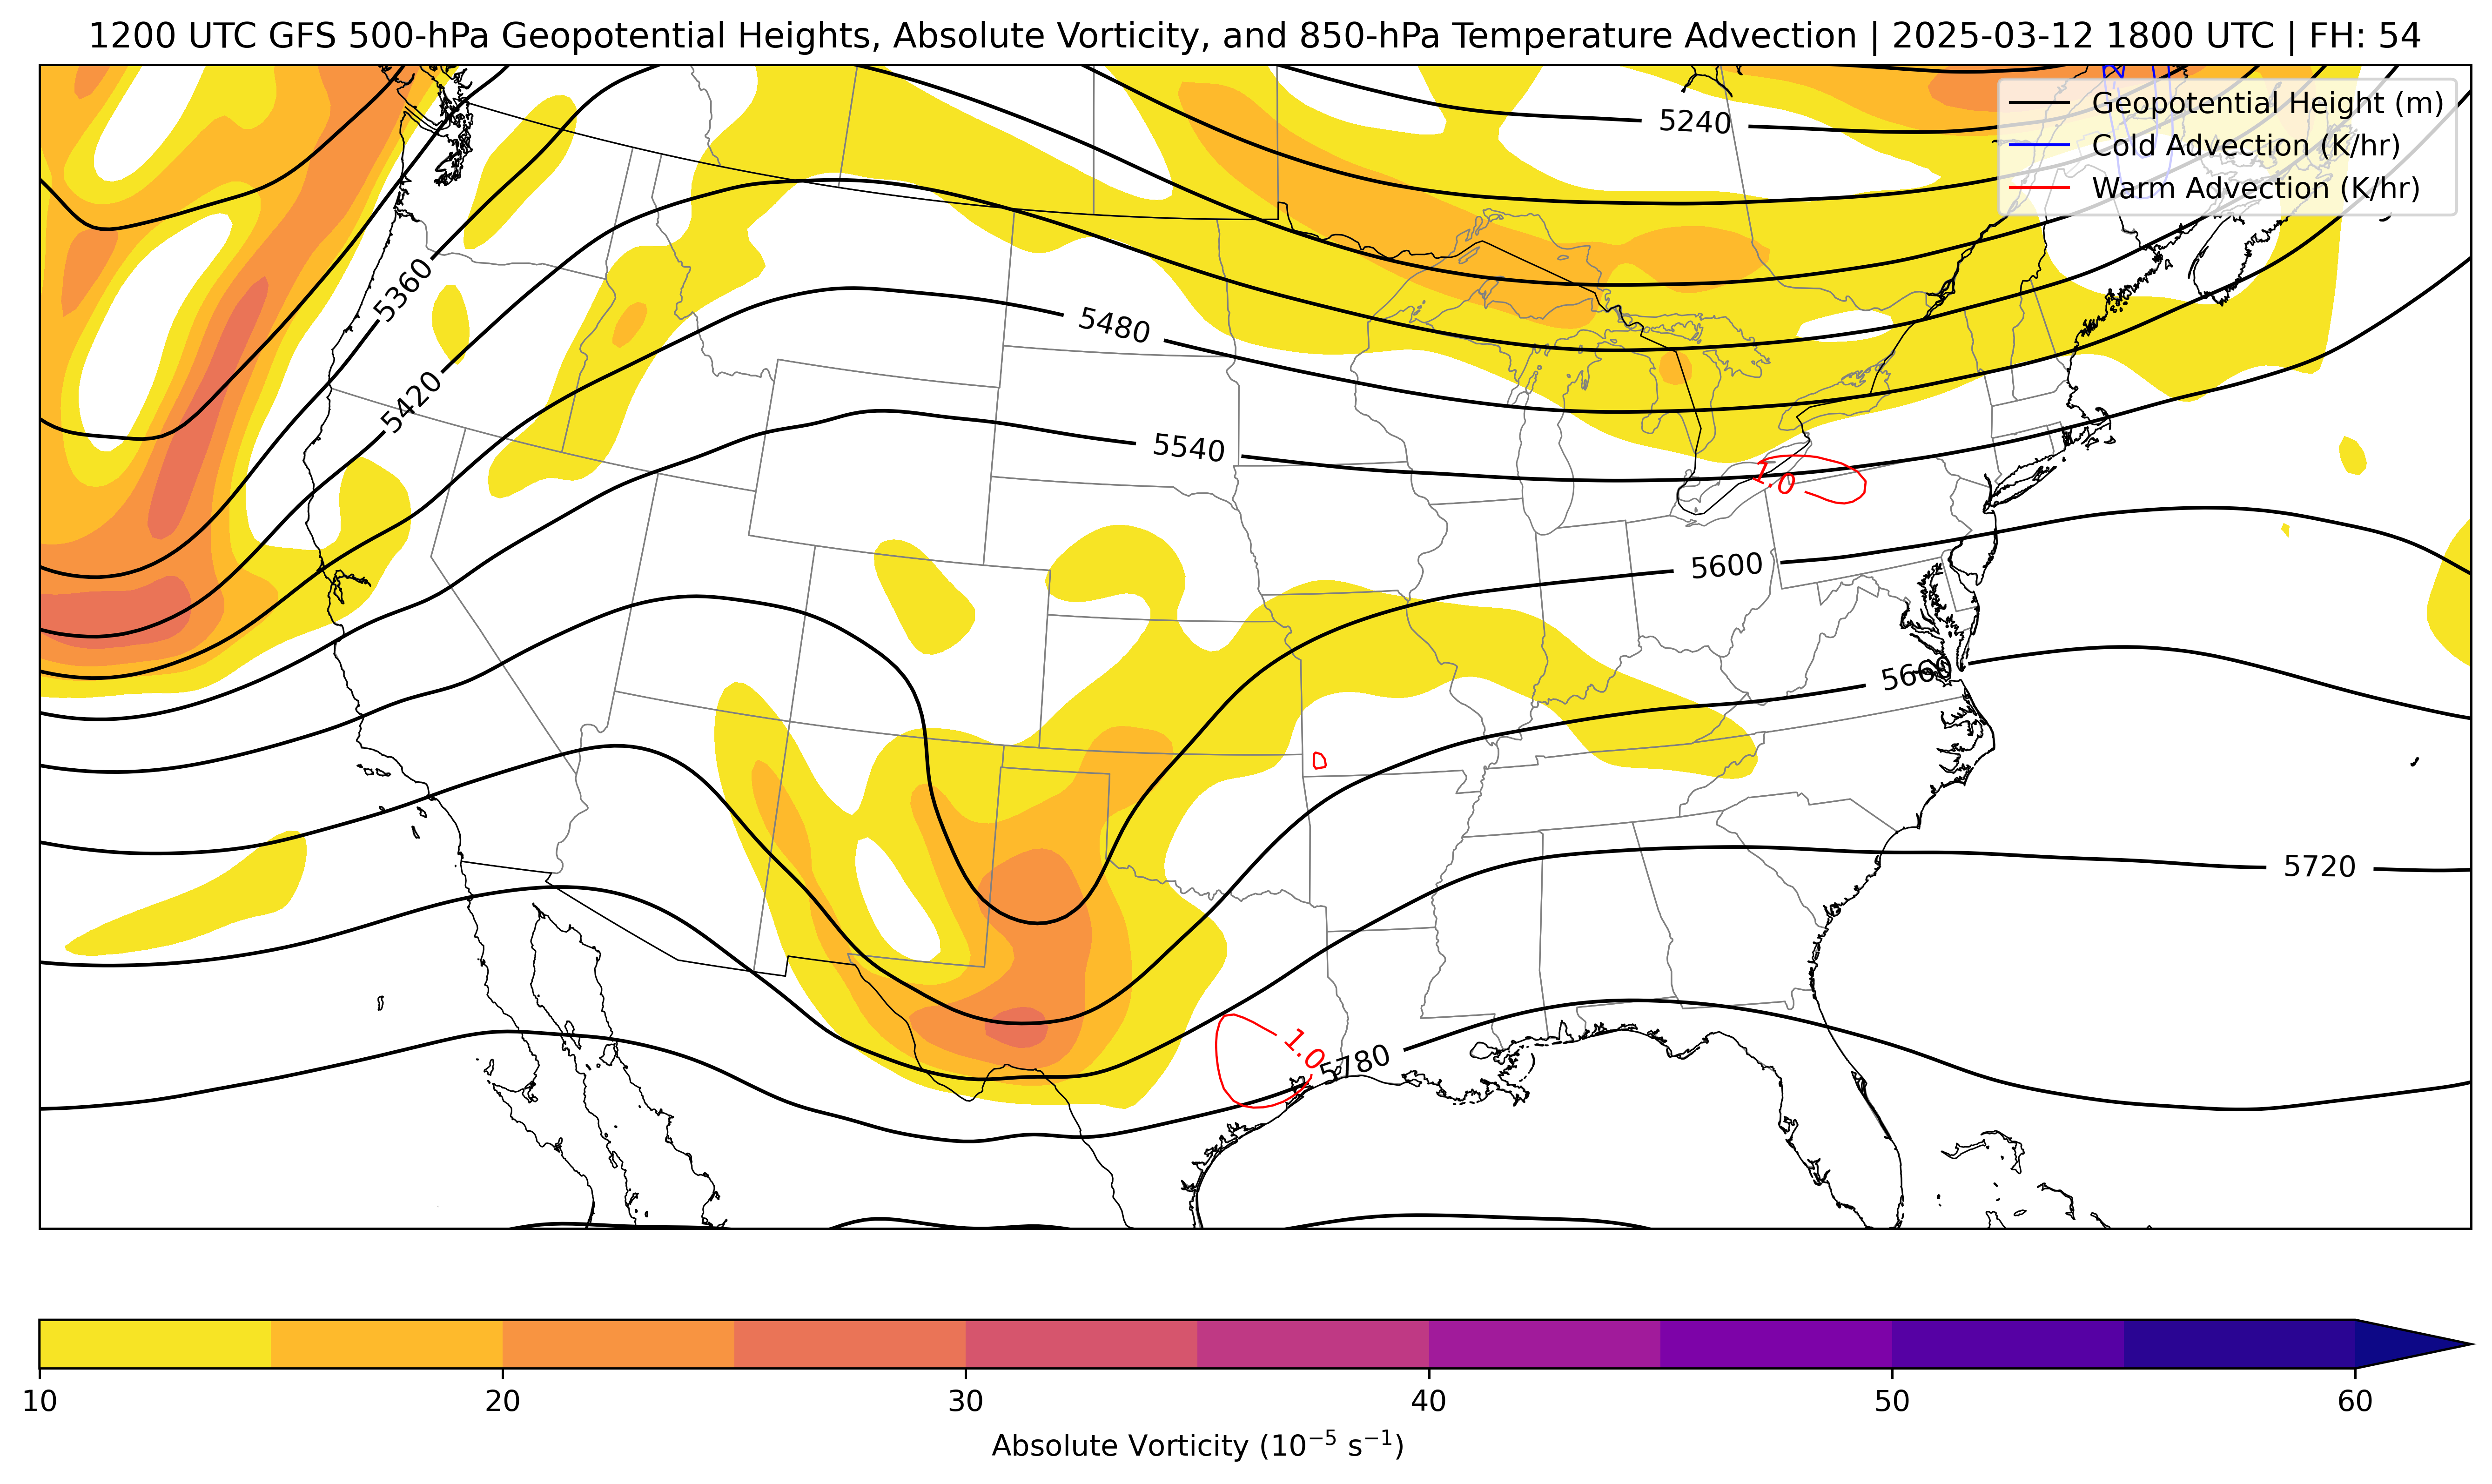 1200 UTC GFS 500-hPa Geopotential Heights, Absolute Vorticity, and 850-hPa Temperature Advection | 2025-03-12 1800 UTC | FH: 54
Geopotential Height (m)
Cold Advection (K/hr)
Warm Advection (K/hr)
5240
5360
5480
5420
5540
1.0
5600
5660
5720
1.0
5780
10 20 30 40 50 60
Absolute Vorticity (10⁻⁵ s⁻¹)